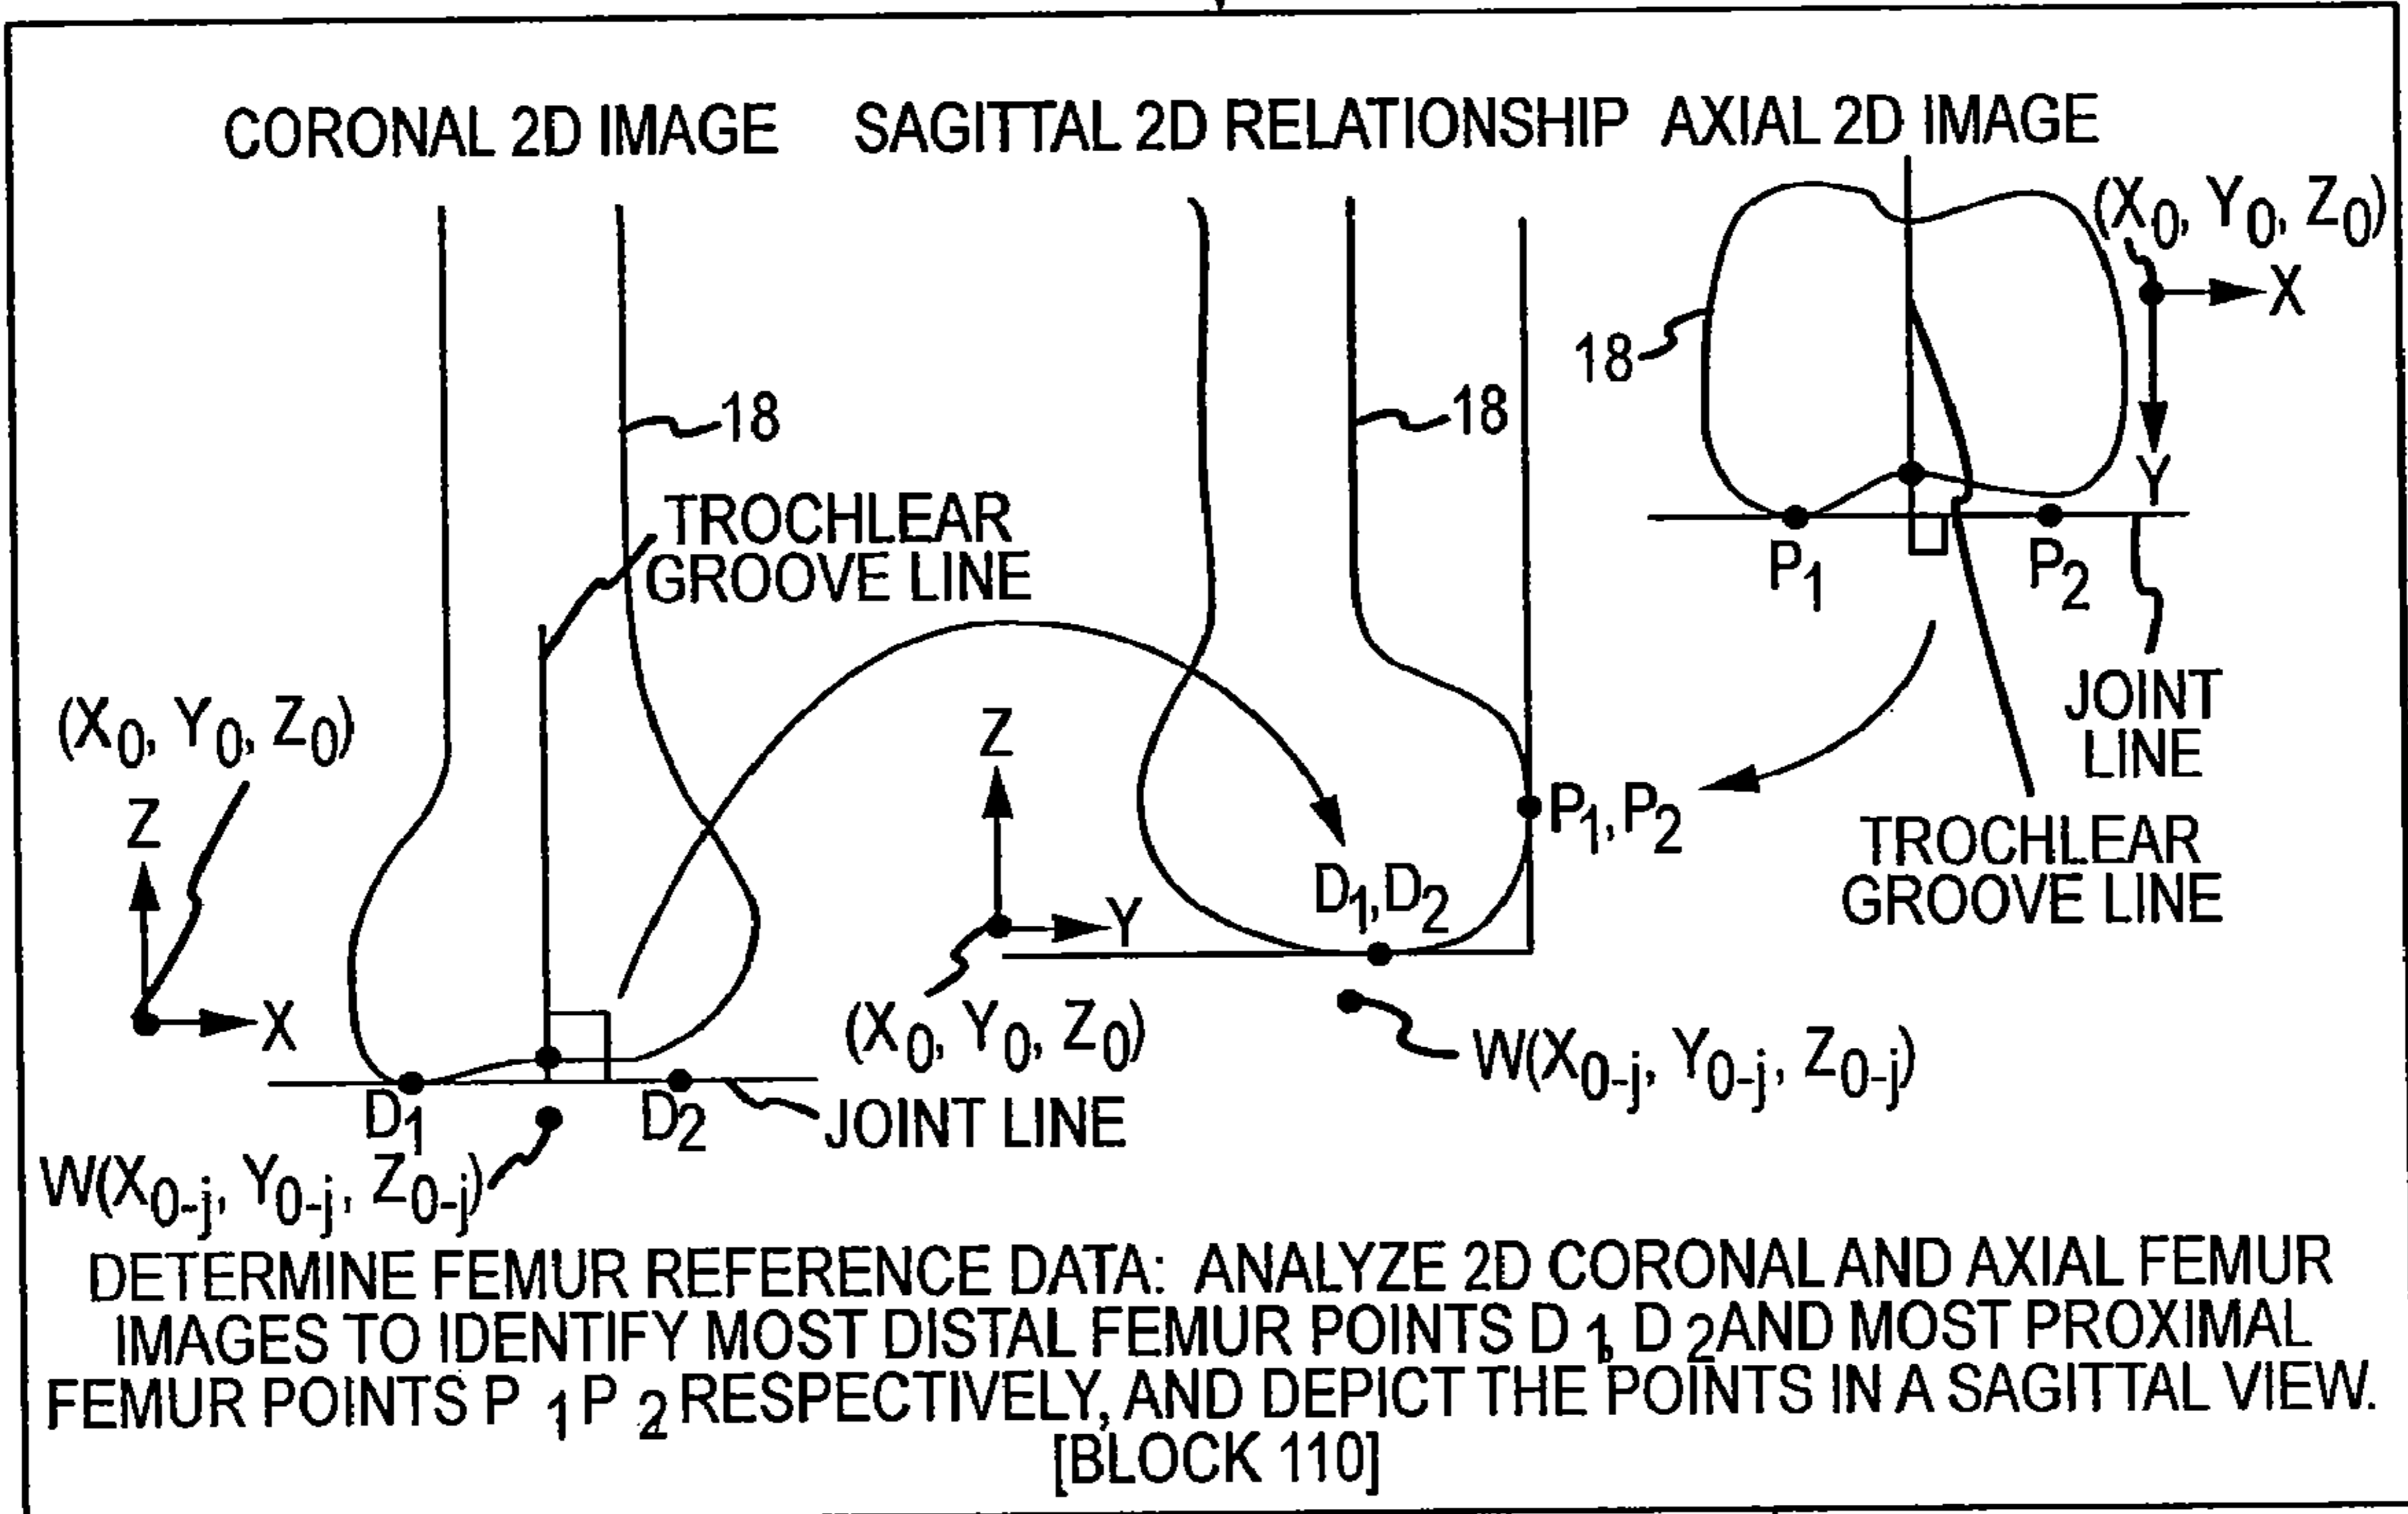 CORONAL 2D IMAGE
SAGITTAL 2D RELATIONSHIP
AXIAL 2D IMAGE
(X0, Y0, Z0)
X
Y
18
P1
P2
JOINT
LINE
TROCHLEAR
GROOVE LINE
18
TROCHLEAR
GROOVE LINE
(X0, Y0, Z0)
Z
X
D1
D2
JOINT LINE
W(X0-j, Y0-j, Z0-j)
18
Z
Y
(X0, Y0, Z0)
P1, P2
D1, D2
W(X0-j, Y0-j, Z0-j)
DETERMINE FEMUR REFERENCE DATA: ANALYZE 2D CORONAL AND AXIAL FEMUR
IMAGES TO IDENTIFY MOST DISTAL FEMUR POINTS D 1, D 2 AND MOST PROXIMAL
FEMUR POINTS P 1 P 2 RESPECTIVELY, AND DEPICT THE POINTS IN A SAGITTAL VIEW.
[BLOCK 110]